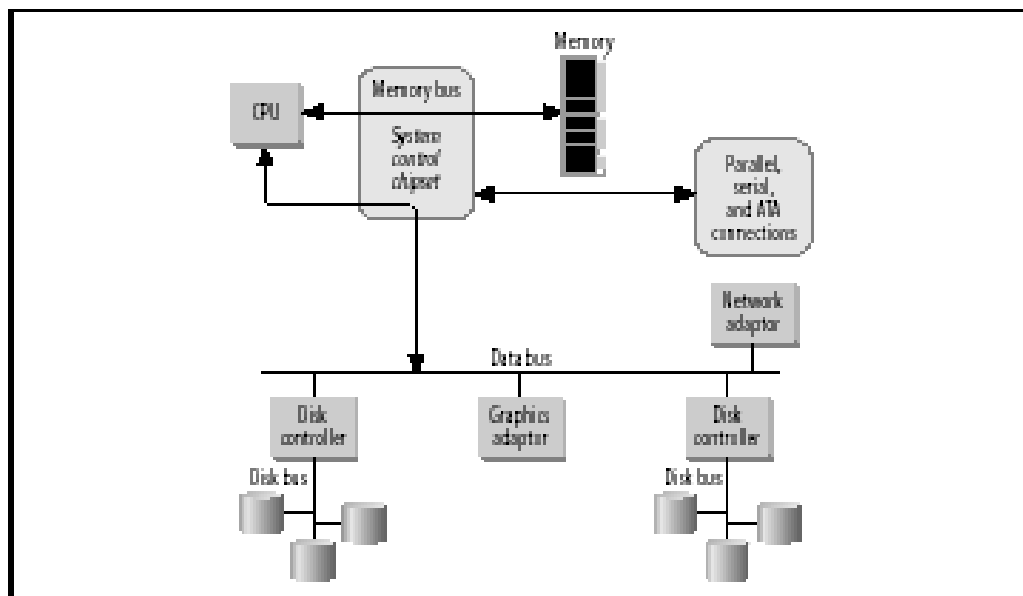 Memory
Memory bus
CPU
System
control
chipset
Parallel,
serial,
and ATA
connections
Network
adaptor
Data bus
Disk
controller
Graphics
adaptor
Disk
controller
Disk bus
Disk bus